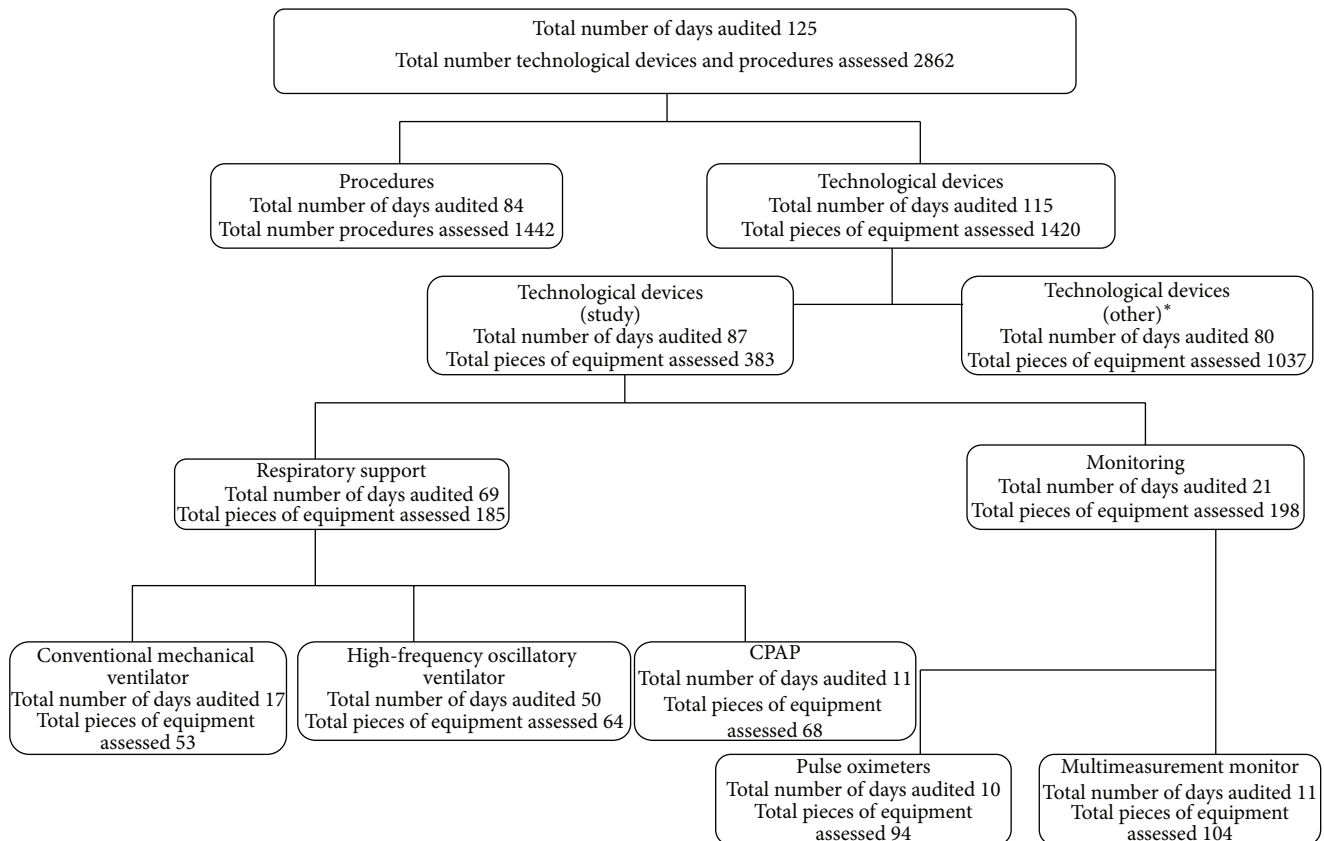 Total number of days audited 125
Total number technological devices and procedures assessed 2862
Procedures
Total number of days audited 84
Total number procedures assessed 1442
Technological devices
Total number of days audited 115
Total pieces of equipment assessed 1420
Technological devices
(study)
Total number of days audited 87
Total pieces of equipment assessed 383
Technological devices
(other)*
Total number of days audited 80
Total pieces of equipment assessed 1037
Respiratory support
Total number of days audited 69
Total pieces of equipment assessed 185
Monitoring
Total number of days audited 21
Total pieces of equipment assessed 198
Conventional mechanical
ventilator
Total number of days audited 17
Total pieces of equipment
assessed 53
High-frequency oscillatory
ventilator
Total number of days audited 50
Total pieces of equipment assessed 64
CPAP
Total number of days audited 11
Total pieces of equipment
assessed 68
Pulse oximeters
Total number of days audited 10
Total pieces of equipment
assessed 94
Multimeasurement monitor
Total number of days audited 11
Total pieces of equipment
assessed 104